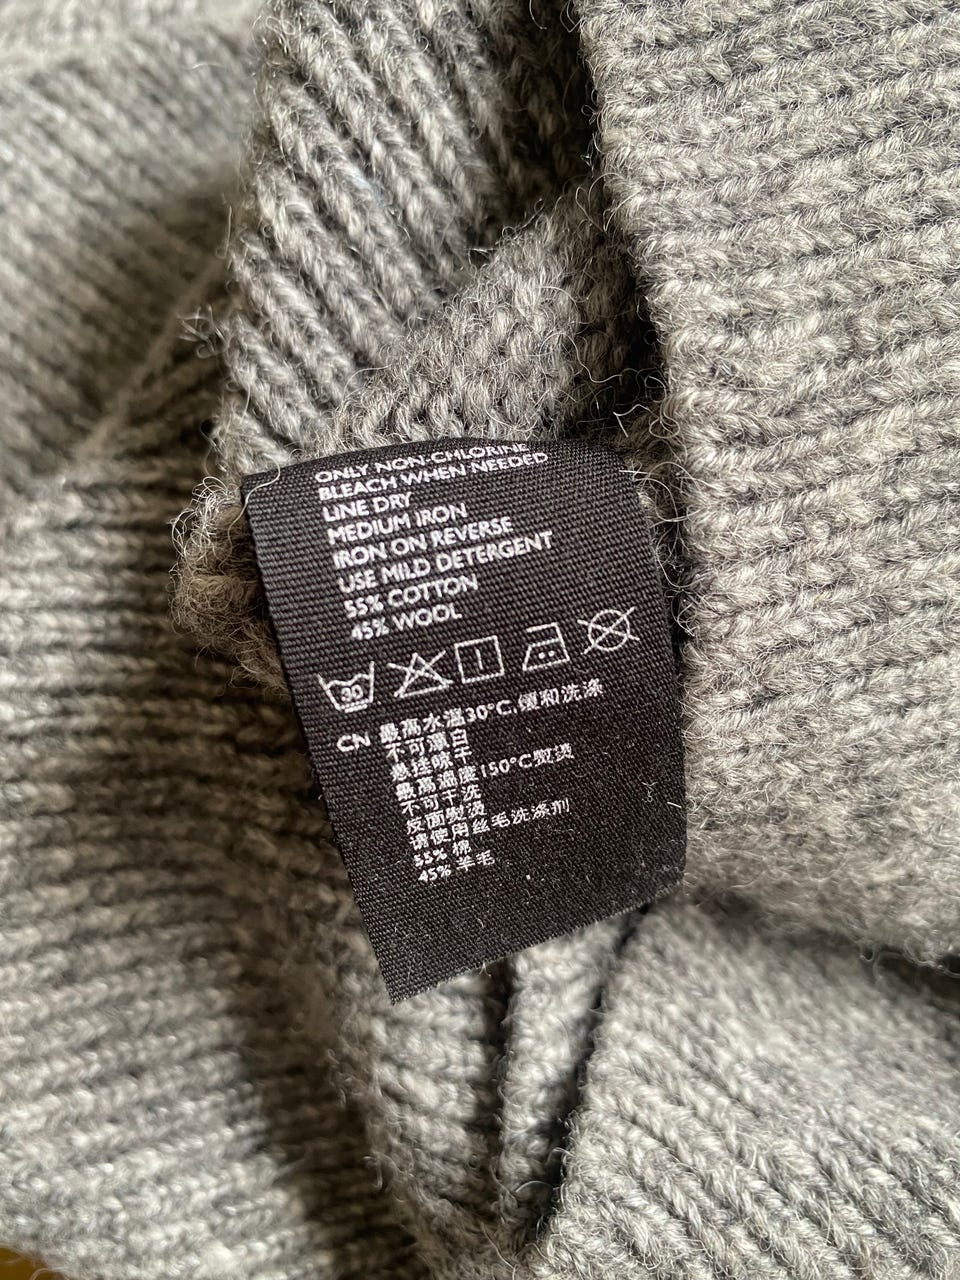 ONLY NON-CHLORINE
BLEACH WHEN NEEDED
LINE DRY
MEDIUM IRON
IRON ON REVERSE
USE MILD DETERGENT
55% COTTON
45% WOOL
30
CN 最高水温30°C.缓和洗涤
不可漂白
悬挂晾干
最高温度150°C熨烫
不可干洗
反面熨烫
请使用丝毛洗涤剂
55% 棉
45% 羊毛